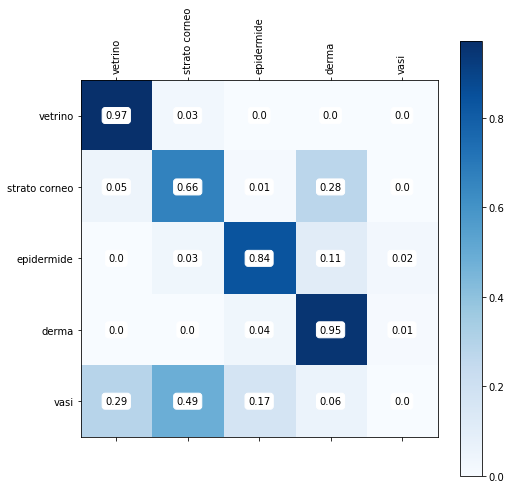 vetrino strato corneo epidermide derma vasi
vetrino 0.97 0.03 0.0 0.0 0.0
strato corneo 0.05 0.66 0.01 0.28 0.0
epidermide 0.0 0.03 0.84 0.11 0.02
derma 0.0 0.0 0.04 0.95 0.01
vasi 0.29 0.49 0.17 0.06 0.0
0.8
0.6
0.4
0.2
0.0